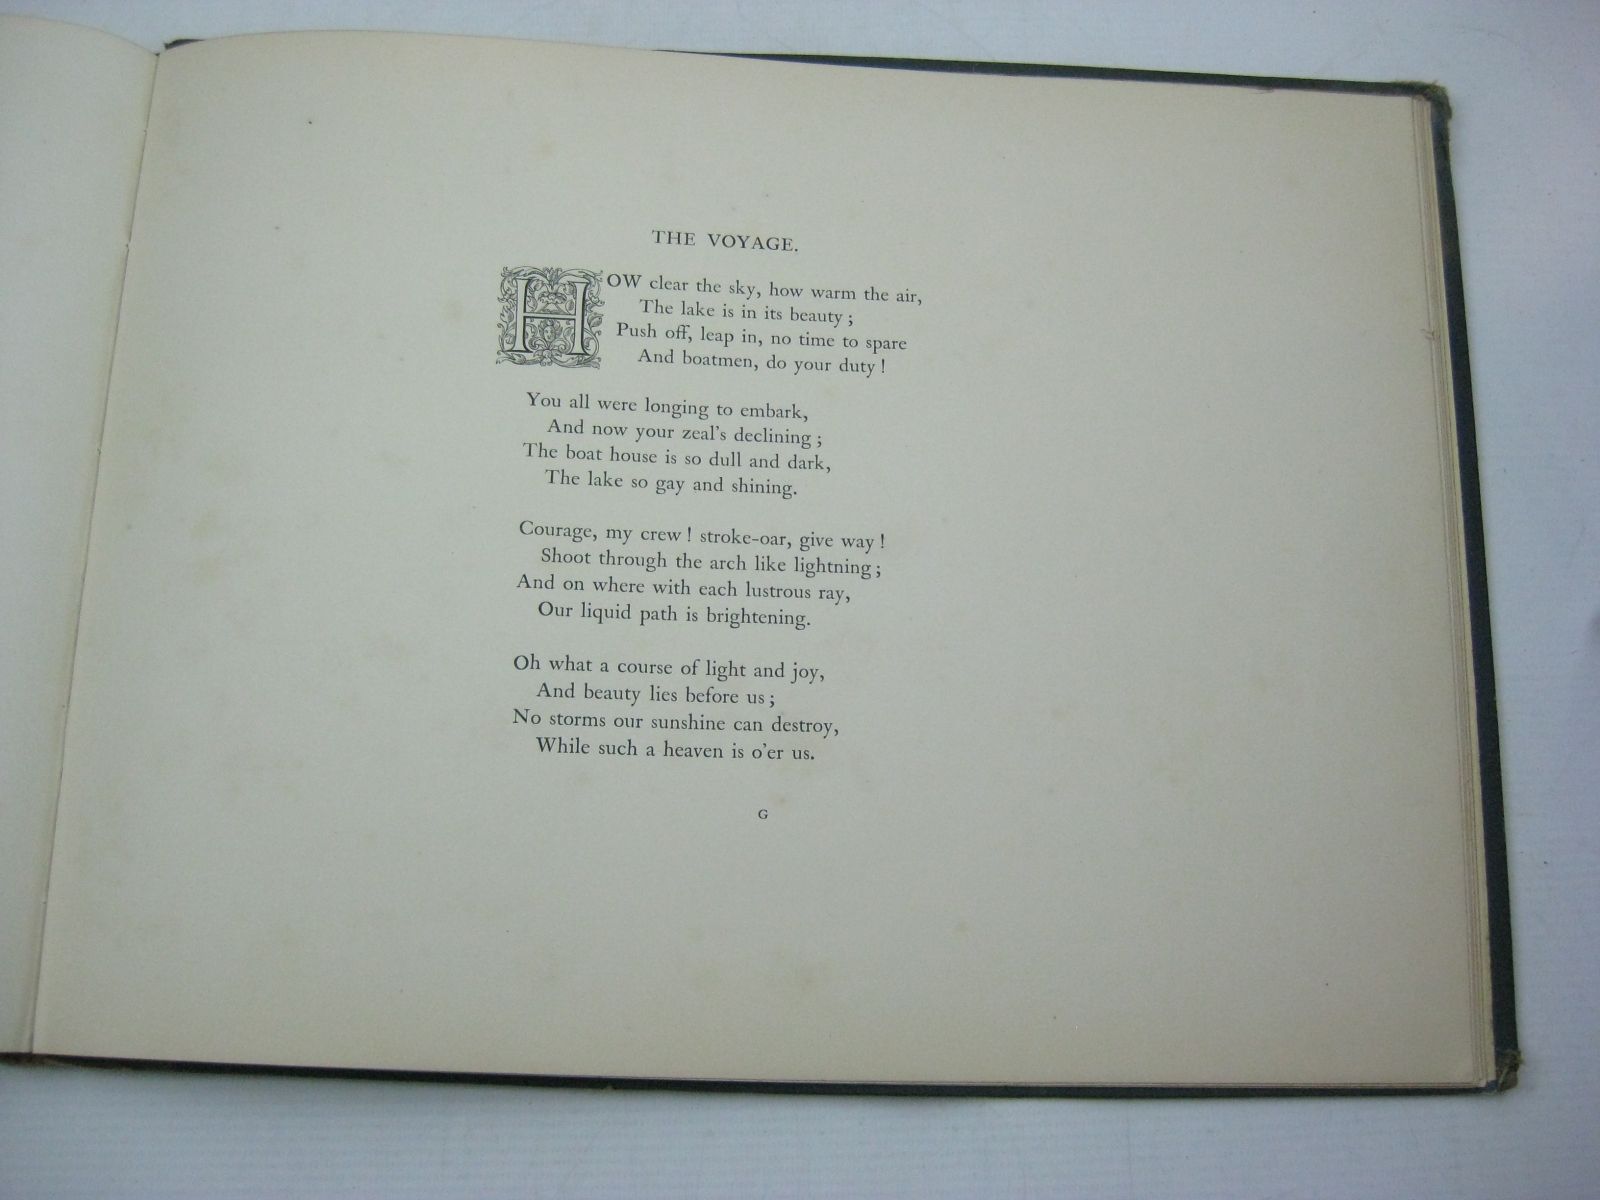 THE VOYAGE.
HOW clear the sky, how warm the air,
The lake is in its beauty;
Push off, leap in, no time to spare
And boatmen, do your duty!
You all were longing to embark,
And now your zeal's declining;
The boat house is so dull and dark,
The lake so gay and shining.
Courage, my crew! stroke-oar, give way!
Shoot through the arch like lightning;
And on where with each lustrous ray,
Our liquid path is brightening.
Oh what a course of light and joy,
And beauty lies before us;
No storms our sunshine can destroy,
While such a heaven is o'er us.
G